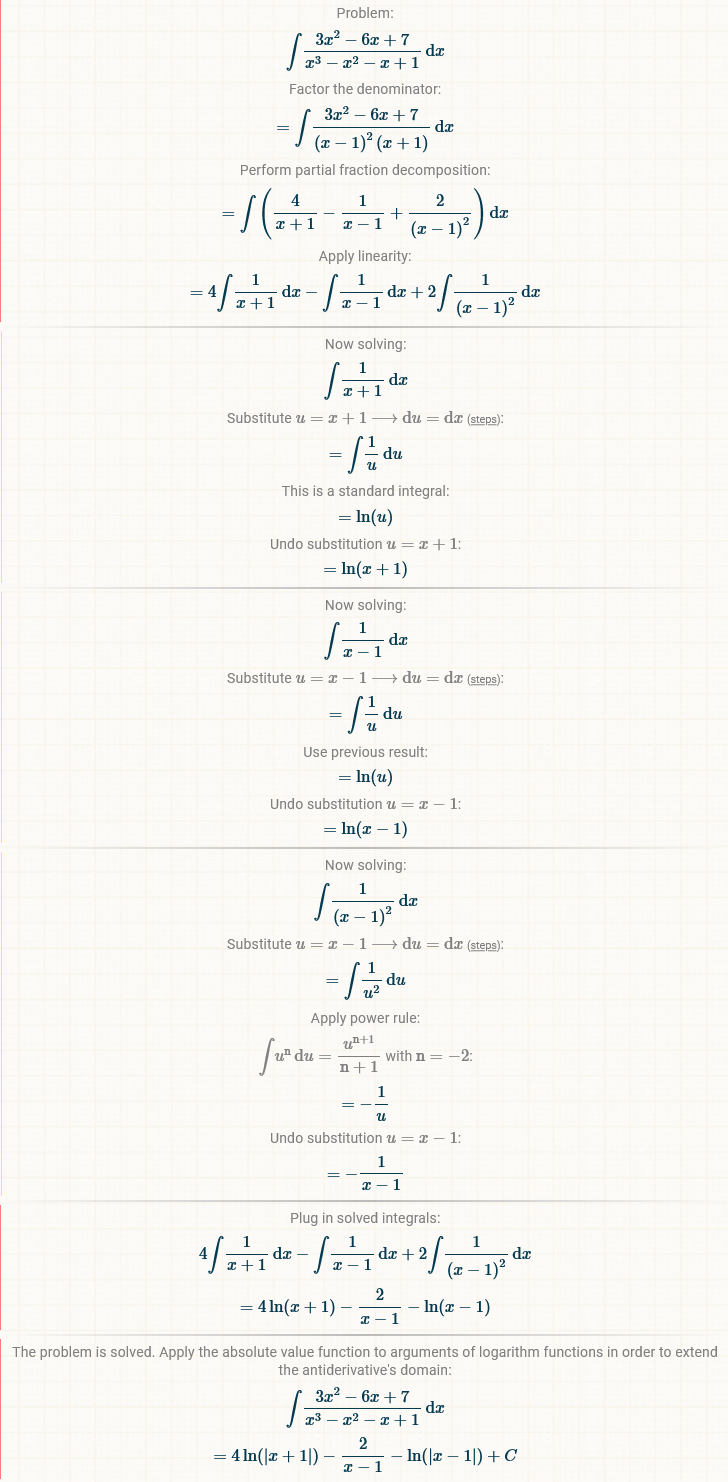 Problem:
∫ (3x² − 6x + 7)/(x³ − x² − x + 1) dx
Factor the denominator:
= ∫ (3x² − 6x + 7)/((x − 1)² (x + 1)) dx
Perform partial fraction decomposition:
= ∫ (4/(x + 1) − 1/(x − 1) + 2/(x − 1)²) dx
Apply linearity:
= 4∫ 1/(x + 1) dx − ∫ 1/(x − 1) dx + 2∫ 1/(x − 1)² dx
Now solving:
∫ 1/(x + 1) dx
Substitute u = x + 1 ⟶ du = dx (steps):
= ∫ 1/u du
This is a standard integral:
= ln(u)
Undo substitution u = x + 1:
= ln(x + 1)
Now solving:
∫ 1/(x − 1) dx
Substitute u = x − 1 ⟶ du = dx (steps):
= ∫ 1/u du
Use previous result:
= ln(u)
Undo substitution u = x − 1:
= ln(x − 1)
Now solving:
∫ 1/(x − 1)² dx
Substitute u = x − 1 ⟶ du = dx (steps):
= ∫ 1/u² du
Apply power rule:
∫ uⁿ du = uⁿ⁺¹/(n + 1) with n = −2:
= −1/u
Undo substitution u = x − 1:
= −1/(x − 1)
Plug in solved integrals:
4∫ 1/(x + 1) dx − ∫ 1/(x − 1) dx + 2∫ 1/(x − 1)² dx
= 4 ln(x + 1) − 2/(x − 1) − ln(x − 1)
The problem is solved. Apply the absolute value function to arguments of logarithm functions in order to extend
the antiderivative's domain:
∫ (3x² − 6x + 7)/(x³ − x² − x + 1) dx
= 4 ln(|x + 1|) − 2/(x − 1) − ln(|x − 1|) + C